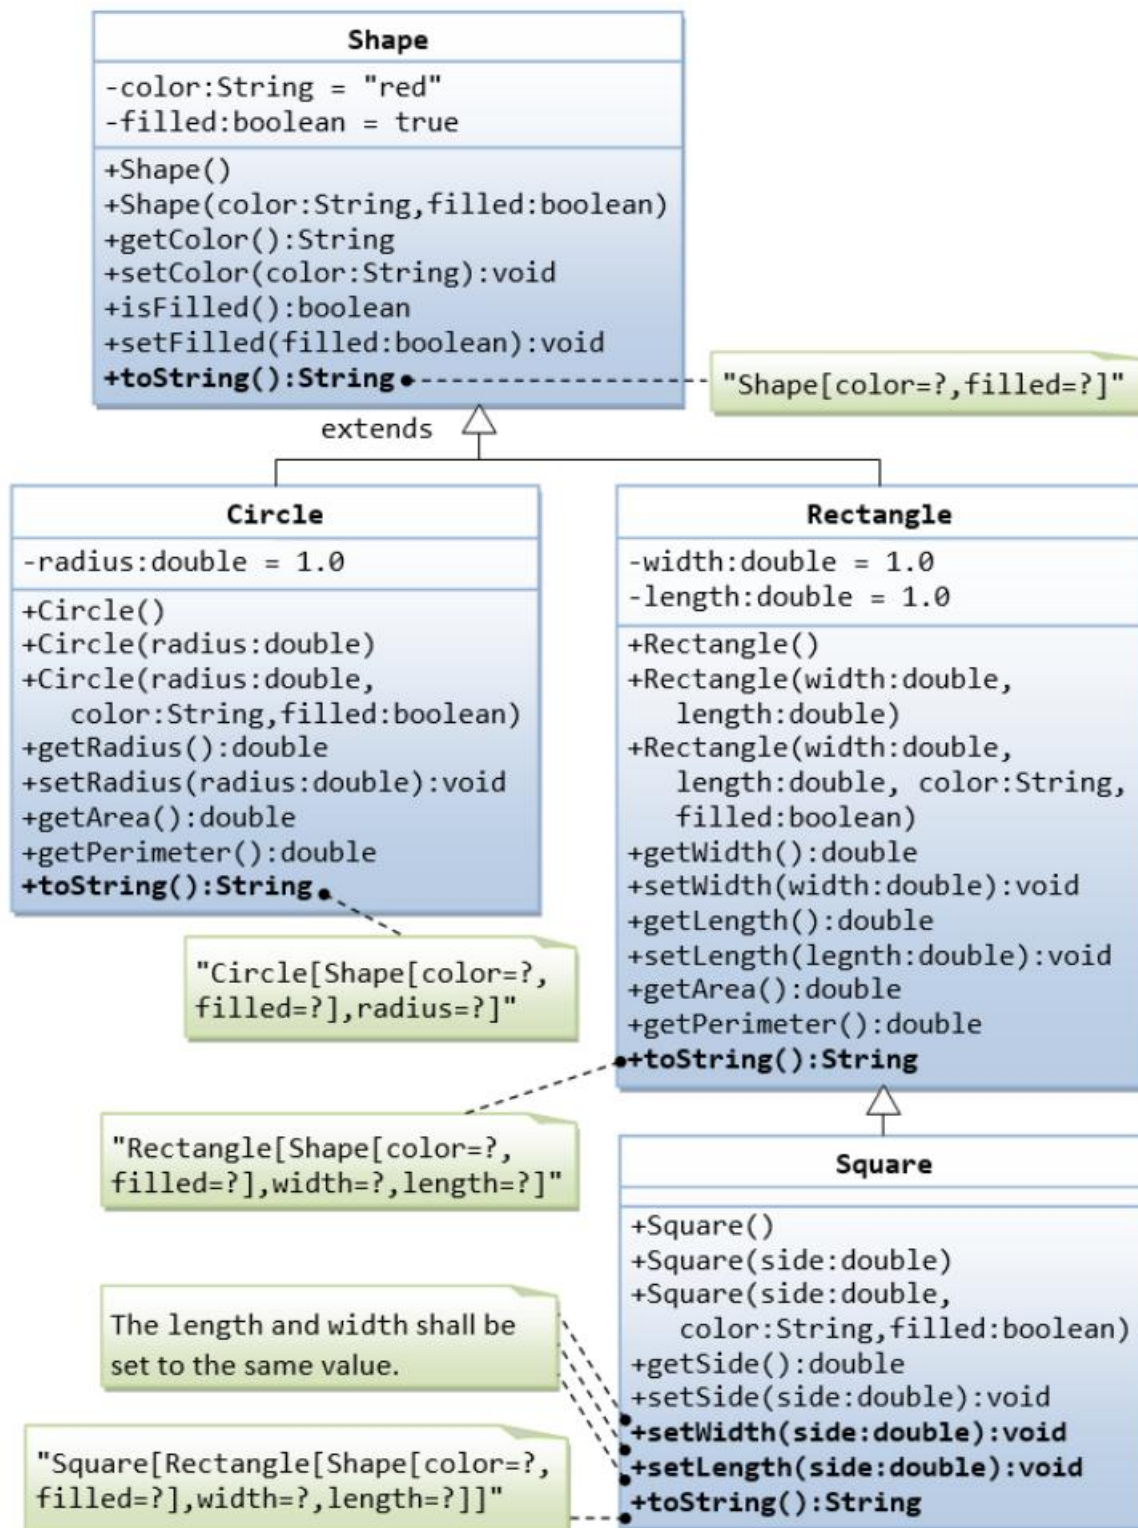 Shape
-color:String = "red"
-filled:boolean = true
+Shape()
+Shape(color:String,filled:boolean)
+getColor():String
+setColor(color:String):void
+isFilled():boolean
+setFilled(filled:boolean):void
+toString():String
"Shape[color=?,filled=?]"
extends
Circle
-radius:double = 1.0
+Circle()
+Circle(radius:double)
+Circle(radius:double,
color:String,filled:boolean)
+getRadius():double
+setRadius(radius:double):void
+getArea():double
+getPerimeter():double
+toString():String
"Circle[Shape[color=?,
filled=?],radius=?]"
Rectangle
-width:double = 1.0
-length:double = 1.0
+Rectangle()
+Rectangle(width:double,
length:double)
+Rectangle(width:double,
length:double, color:String,
filled:boolean)
+getWidth():double
+setWidth(width:double):void
+getLength():double
+setLength(legnth:double):void
+getArea():double
+getPerimeter():double
+toString():String
"Rectangle[Shape[color=?,
filled=?],width=?,length=?]"
Square
+Square()
+Square(side:double)
+Square(side:double,
color:String,filled:boolean)
+getSide():double
+setSide(side:double):void
+setWidth(side:double):void
+setLength(side:double):void
+toString():String
The length and width shall be
set to the same value.
"Square[Rectangle[Shape[color=?,
filled=?],width=?,length=?]]"